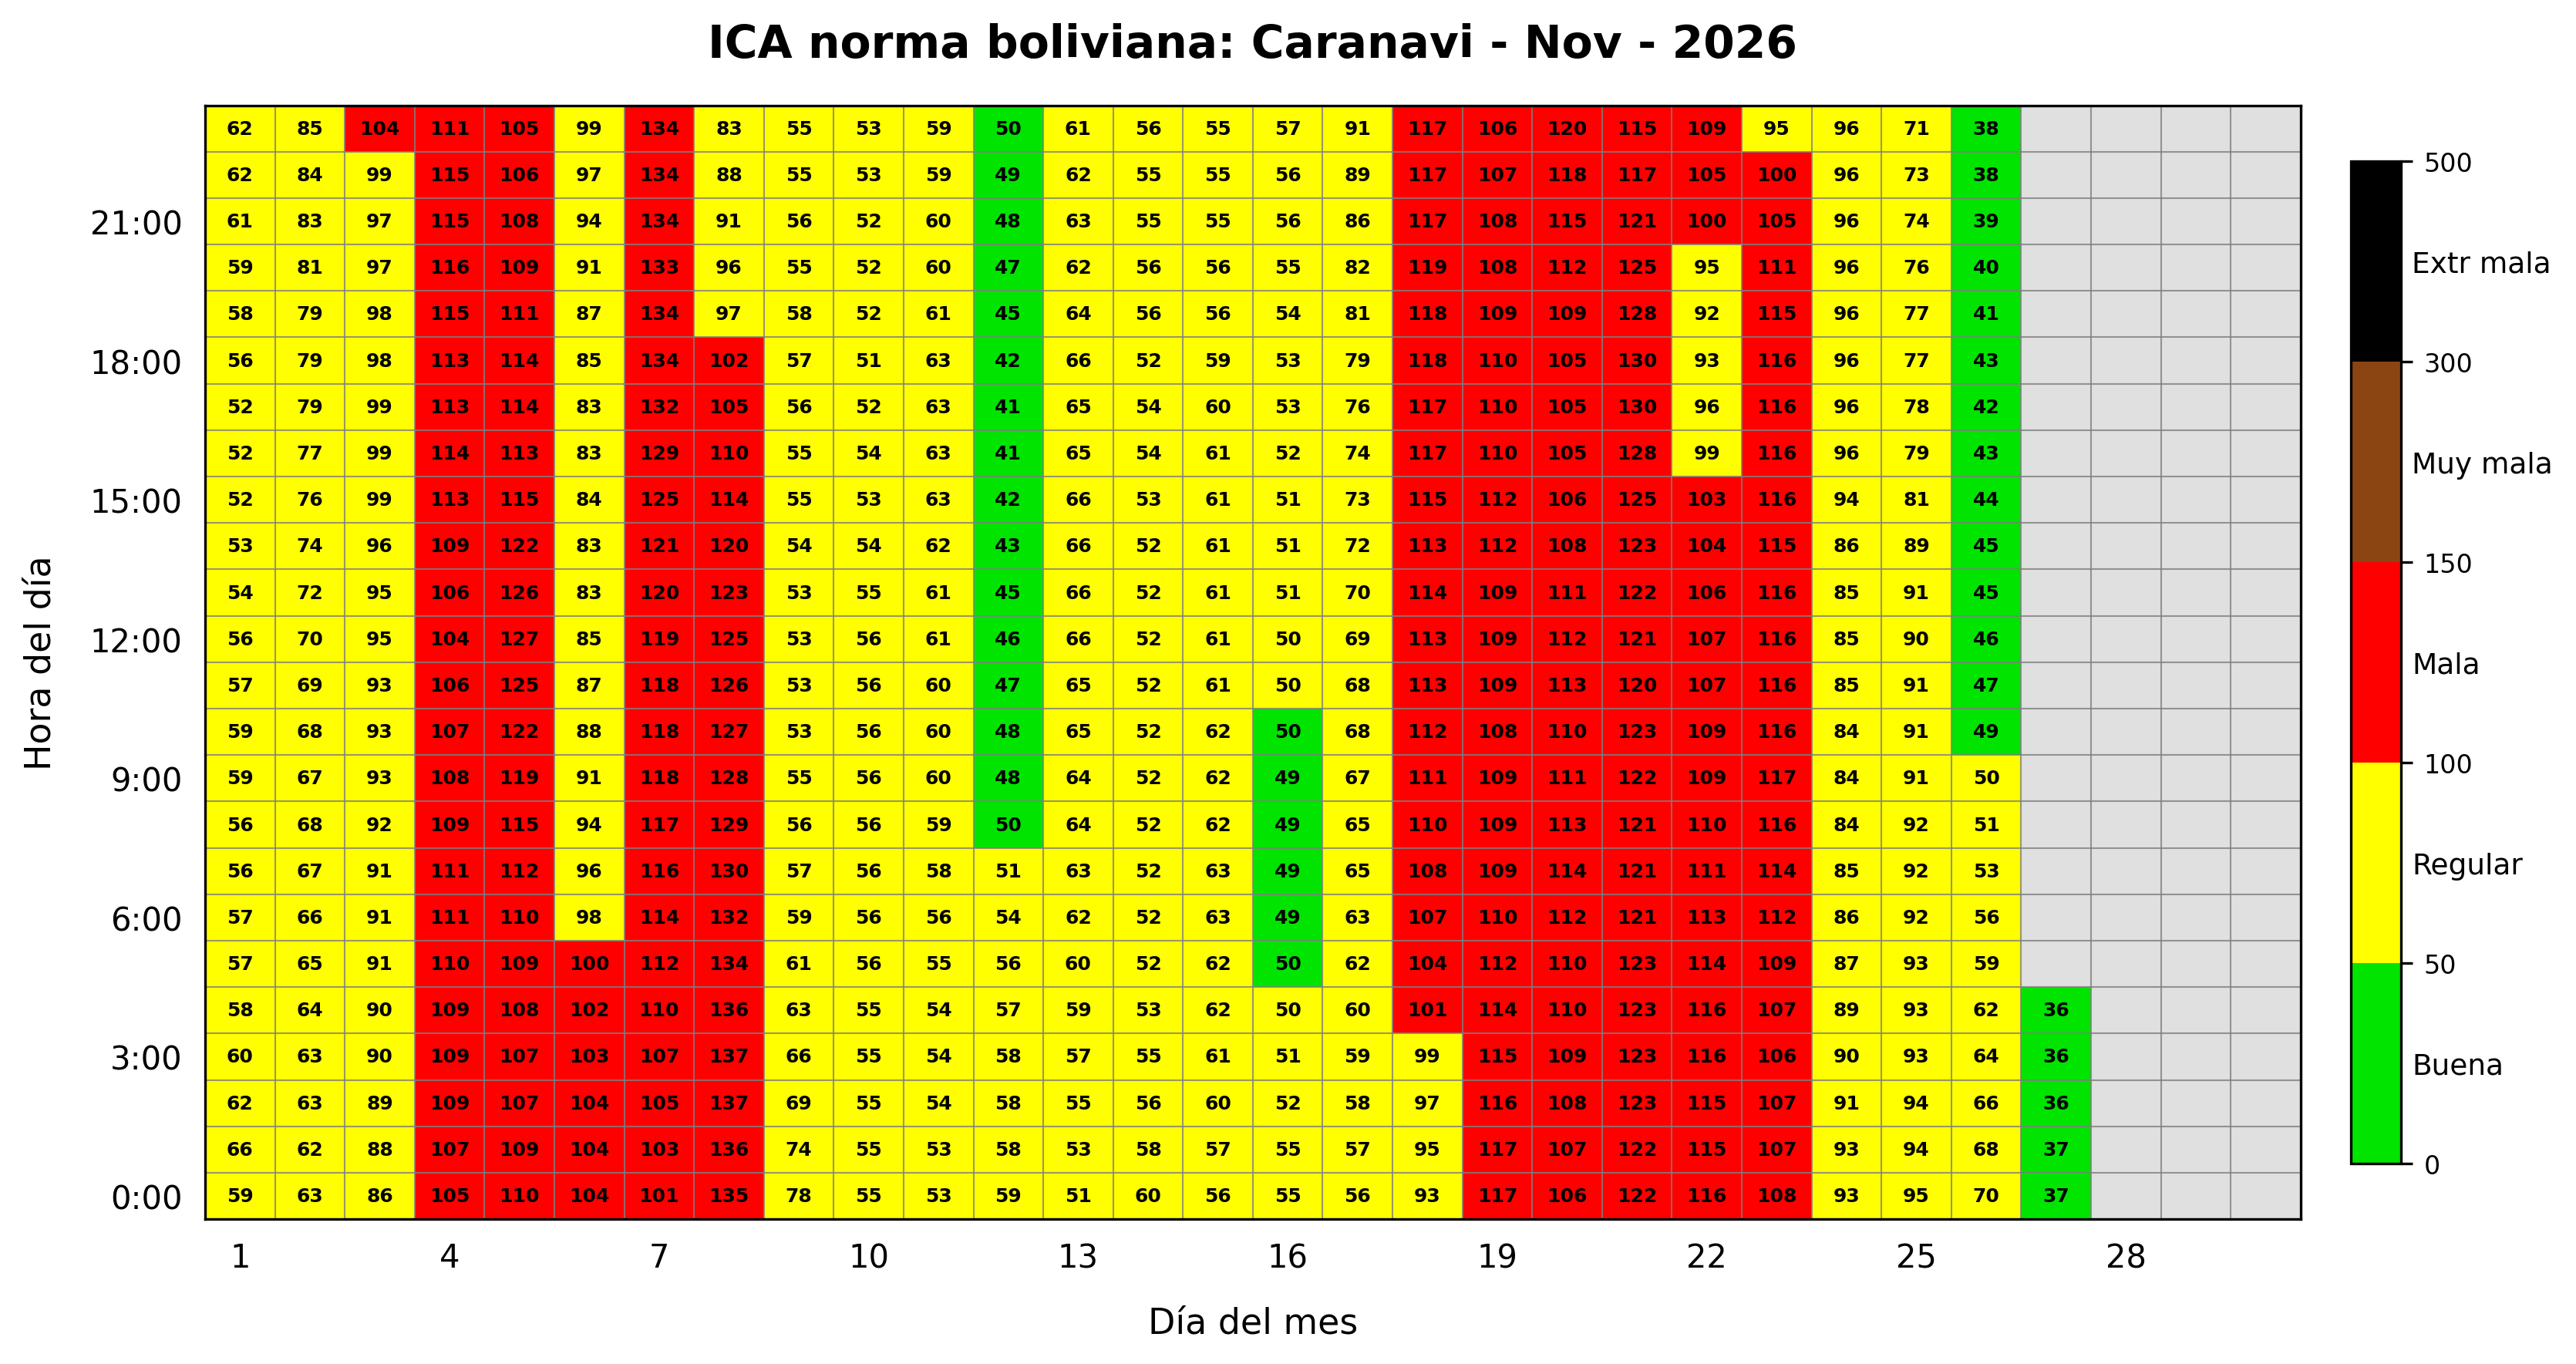 ICA norma boliviana: Caranavi - Nov - 2026
62 85 104 111 105 99 134 83 55 53 59 50 61 56 55 57 91 117 106 120 115 109 95 96 71 38
62 84 99 115 106 97 134 88 55 53 59 49 62 55 55 56 89 117 107 118 117 105 100 96 73 38
21:00 61 83 97 115 108 94 134 91 56 52 60 48 63 55 55 56 86 117 108 115 121 100 105 96 74 39
59 81 97 116 109 91 133 96 55 52 60 47 62 56 56 55 82 119 108 112 125 95 111 96 76 40
58 79 98 115 111 87 134 97 58 52 61 45 64 56 56 54 81 118 109 109 128 92 115 96 77 41
18:00 56 79 98 113 114 85 134 102 57 51 63 42 66 52 59 53 79 118 110 105 130 93 116 96 77 43
52 79 99 113 114 83 132 105 56 52 63 41 65 54 60 53 76 117 110 105 130 96 116 96 78 42
52 77 99 114 113 83 129 110 55 54 63 41 65 54 61 52 74 117 110 105 128 99 116 96 79 43
15:00 52 76 99 113 115 84 125 114 55 53 63 42 66 53 61 51 73 115 112 106 125 103 116 94 81 44
53 74 96 109 122 83 121 120 54 54 62 43 66 52 61 51 72 113 112 108 123 104 115 86 89 45
54 72 95 106 126 83 120 123 53 55 61 45 66 52 61 51 70 114 109 111 122 106 116 85 91 45
12:00 56 70 95 104 127 85 119 125 53 56 61 46 66 52 61 50 69 113 109 112 121 107 116 85 90 46
57 69 93 106 125 87 118 126 53 56 60 47 65 52 61 50 68 113 109 113 120 107 116 85 91 47
59 68 93 107 122 88 118 127 53 56 60 48 65 52 62 50 68 112 108 110 123 109 116 84 91 49
9:00 59 67 93 108 119 91 118 128 55 56 60 48 64 52 62 49 67 111 109 111 122 109 117 84 91 50
56 68 92 109 115 94 117 129 56 56 59 50 64 52 62 49 65 110 109 113 121 110 116 84 92 51
56 67 91 111 112 96 116 130 57 56 58 51 63 52 63 49 65 108 109 114 121 111 114 85 92 53
6:00 57 66 91 111 110 98 114 132 59 56 56 54 62 52 63 49 63 107 110 112 121 113 112 86 92 56
57 65 91 110 109 100 112 134 61 56 55 56 60 52 62 50 62 104 112 110 123 114 109 87 93 59
58 64 90 109 108 102 110 136 63 55 54 57 59 53 62 50 60 101 114 110 123 116 107 89 93 62 36
3:00 60 63 90 109 107 103 107 137 66 55 54 58 57 55 61 51 59 99 115 109 123 116 106 90 93 64 36
62 63 89 109 107 104 105 137 69 55 54 58 55 56 60 52 58 97 116 108 123 115 107 91 94 66 36
66 62 88 107 109 104 103 136 74 55 53 58 53 58 57 55 57 95 117 107 122 115 107 93 94 68 37
0:00 59 63 86 105 110 104 101 135 78 55 53 59 51 60 56 55 56 93 117 106 122 116 108 93 95 70 37
1 4 7 10 13 16 19 22 25 28
Día del mes
Hora del día
500
Extr mala
300
Muy mala
150
Mala
100
Regular
50
Buena
0